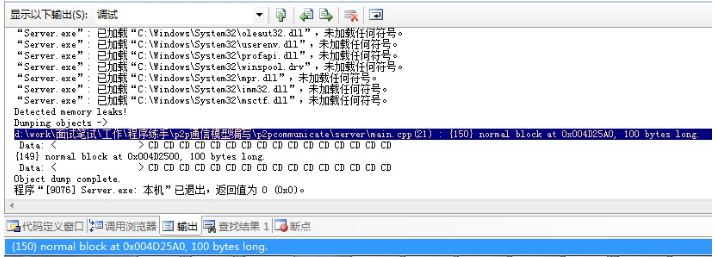 显示以下输出(S): 调试
“Server.exe”: 已加载“C:\Windows\System32\oleaut32.dll”，未加载任何符号。
“Server.exe”: 已加载“C:\Windows\System32\userenv.dll”，未加载任何符号。
“Server.exe”: 已加载“C:\Windows\System32\profapi.dll”，未加载任何符号。
“Server.exe”: 已加载“C:\Windows\System32\winspool.drv”，未加载任何符号。
“Server.exe”: 已加载“C:\Windows\System32\mpr.dll”，未加载任何符号。
“Server.exe”: 已加载“C:\Windows\System32\imm32.dll”，未加载任何符号。
“Server.exe”: 已加载“C:\Windows\System32\msctf.dll”，未加载任何符号。
Detected memory leaks!
Dumping objects ->
d:\work\面试笔试\工作\程序练手\p2p通信模型编写\p2pcommunicate\server\main.cpp(21) : {150} normal block at 0x004D25A0, 100 bytes long.
Data: <                > CD CD CD CD CD CD CD CD CD CD CD CD CD CD CD CD
{149} normal block at 0x004D2500, 100 bytes long.
Data: <                > CD CD CD CD CD CD CD CD CD CD CD CD CD CD CD CD
Object dump complete.
程序“[9076] Server.exe: 本机”已退出，返回值为 0 (0x0)。
代码定义窗口 调用浏览器 输出 查找结果 1 断点
{150} normal block at 0x004D25A0, 100 bytes long.